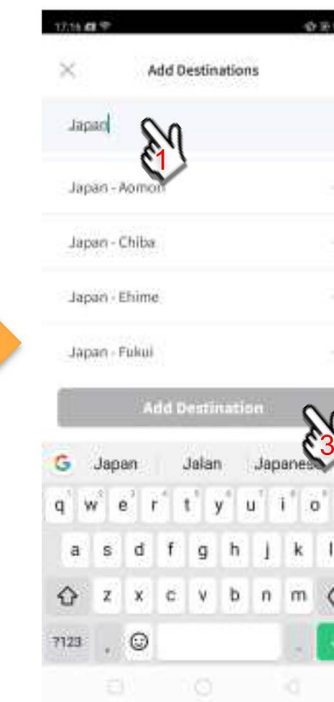 17:16
Add Destinations
Japan
1
Japan - Aomori
Japan - Chiba
Japan - Ehime
Japan - Fukui
Add Destination
3
G Japan Jalan Japanese
q w e r t y u i o
a s d f g h j k l
z x c v b n m
?123 , .